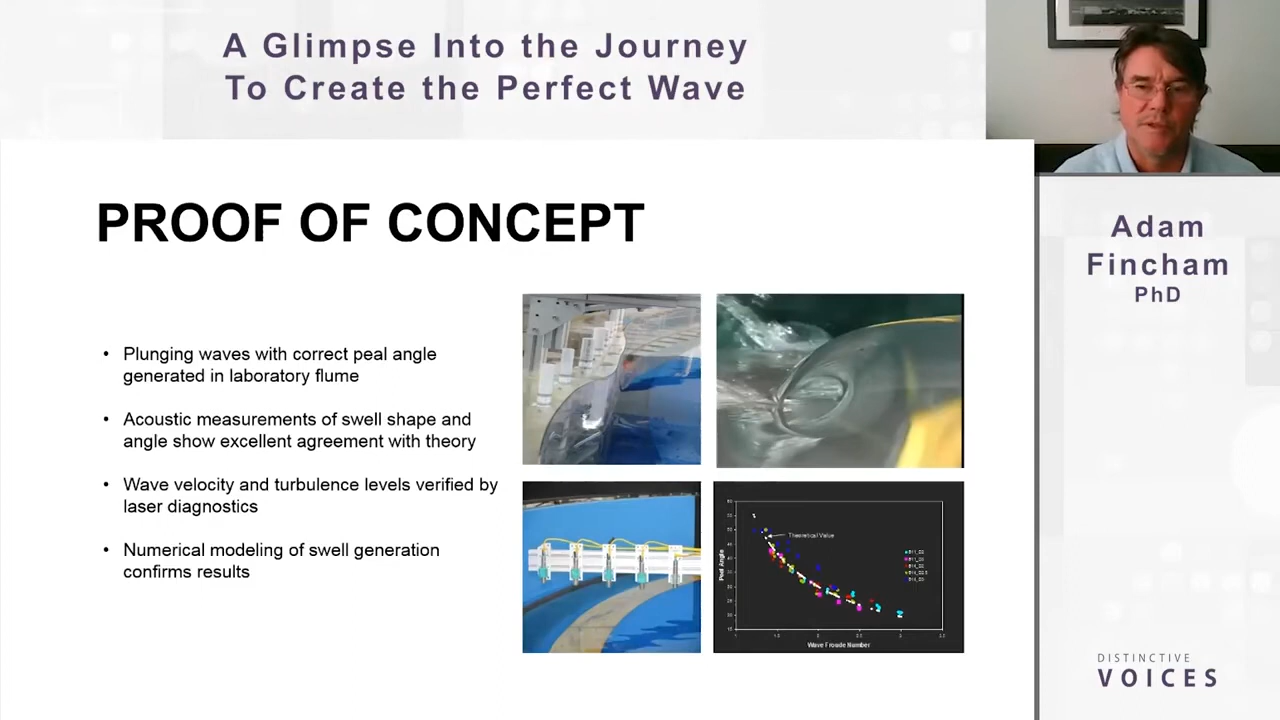 A Glimpse Into the Journey
To Create the Perfect Wave
Adam
Fincham
PhD
PROOF OF CONCEPT
• Plunging waves with correct peal angle
generated in laboratory flume
• Acoustic measurements of swell shape and
angle show excellent agreement with theory
• Wave velocity and turbulence levels verified by
laser diagnostics
• Numerical modeling of swell generation
confirms results
Theoretical Value
Peel Angle
Wave Froude Number
DISTINCTIVE
VOICES